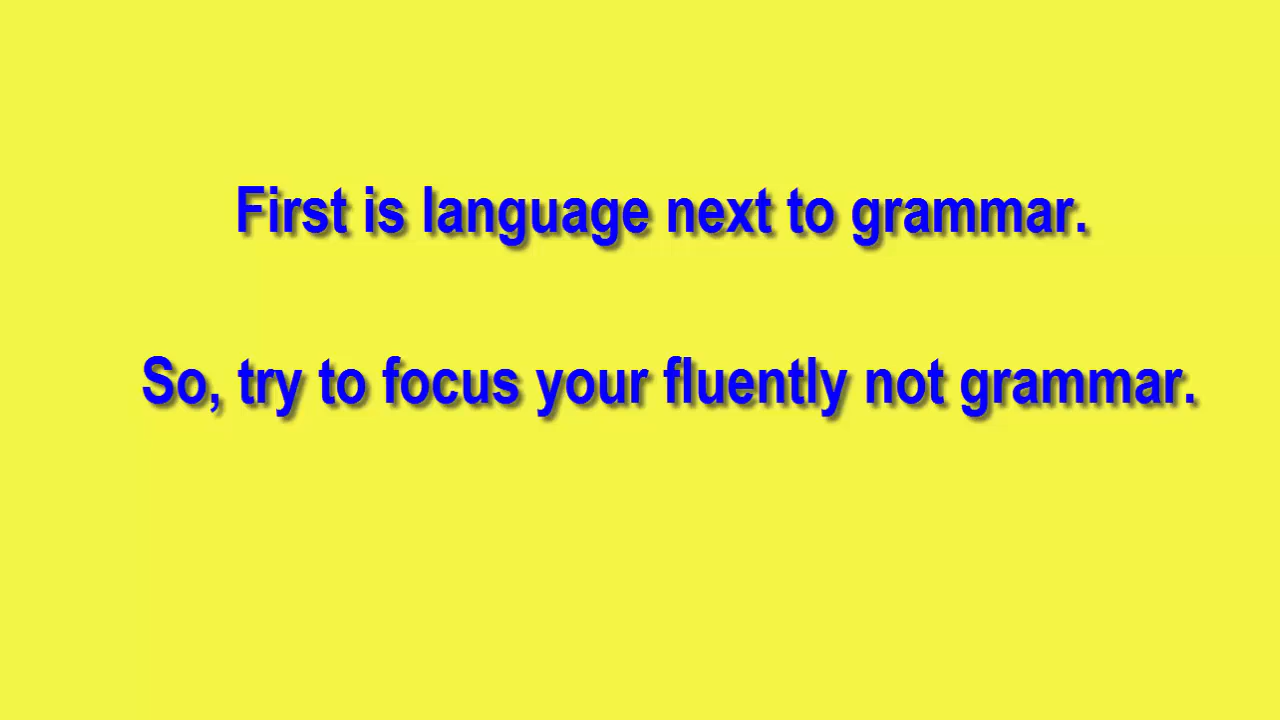 First is language next to grammar.
So, try to focus your fluently not grammar.